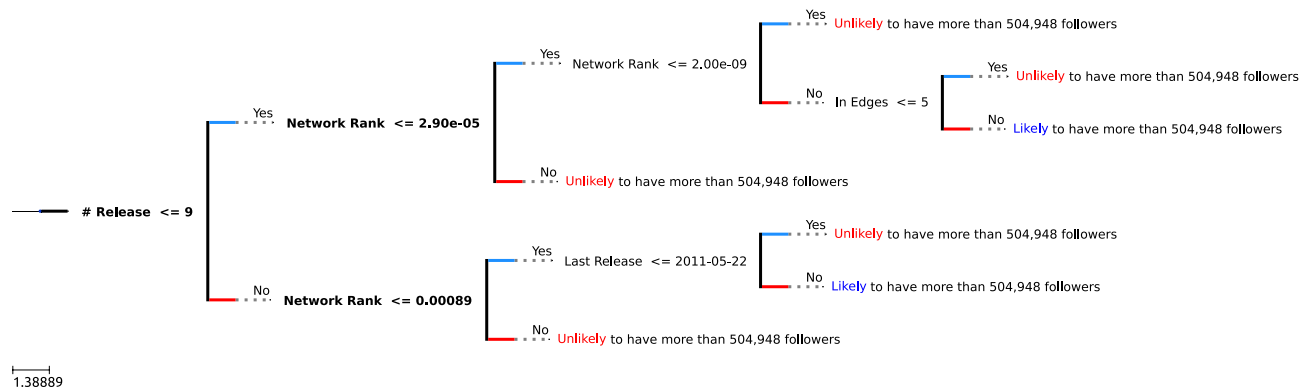 Yes
Unlikely to have more than 504,948 followers
Yes
Network Rank <= 2.00e-09
Yes
Unlikely to have more than 504,948 followers
No
In Edges <= 5
Yes
Network Rank <= 2.90e-05
No
Likely to have more than 504,948 followers
No
Unlikely to have more than 504,948 followers
# Release <= 9
Yes
Unlikely to have more than 504,948 followers
Yes
Last Release <= 2011-05-22
No
Likely to have more than 504,948 followers
No
Network Rank <= 0.00089
No
Unlikely to have more than 504,948 followers
1.38889